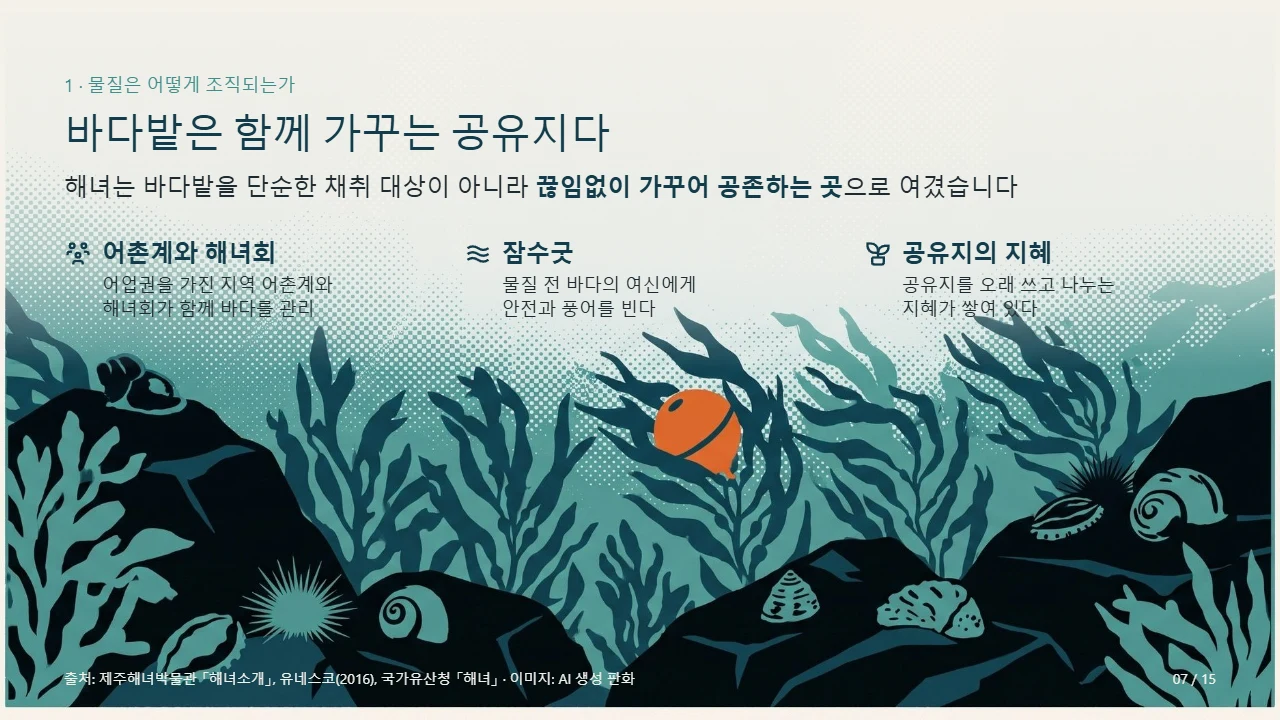 1 · 물질은 어떻게 조직되는가
바다밭은 함께 가꾸는 공유지다
해녀는 바다밭을 단순한 채취 대상이 아니라 끊임없이 가꾸어 공존하는 곳으로 여겼습니다
어촌계와 해녀회
어업권을 가진 지역 어촌계와
해녀회가 함께 바다를 관리
잠수굿
물질 전 바다의 여신에게
안전과 풍어를 빈다
공유지의 지혜
공유지를 오래 쓰고 나누는
지혜가 쌓여 있다
출처: 제주해녀박물관 「해녀소개」, 유네스코(2016), 국가유산청 「해녀」 · 이미지: AI 생성 판화
07 / 15